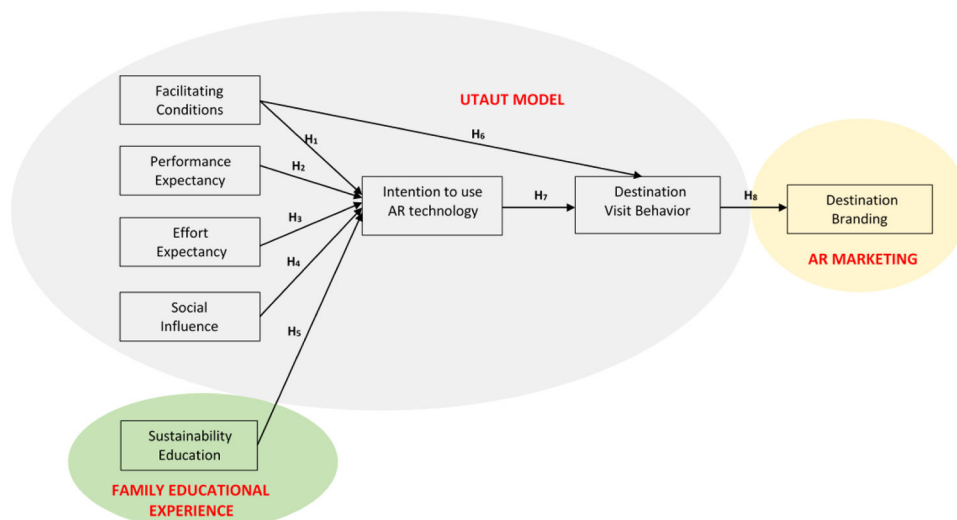 Facilitating
Conditions
UTAUT MODEL
H₁
H₆
Performance
Expectancy
H₂
Intention to use
AR technology
H₇
Destination
Visit Behavior
H₈
Destination
Branding
Effort
Expectancy
H₃
AR MARKETING
H₄
Social
Influence
H₅
Sustainability
Education
FAMILY EDUCATIONAL
EXPERIENCE